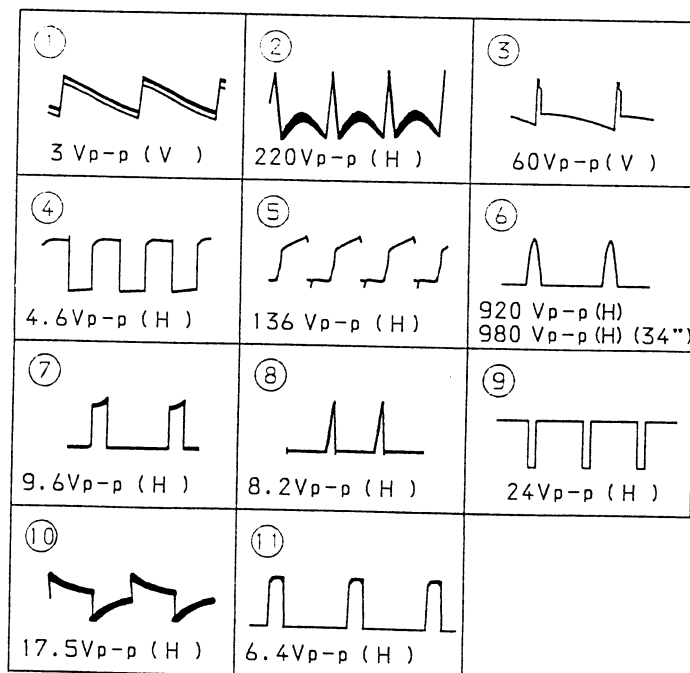 ①
②
③
3 Vp-p ( V )
220Vp-p ( H )
60Vp-p( V )
④
⑤
⑥
4.6Vp-p ( H )
136 Vp-p ( H )
920 Vp-p (H)
980 Vp-p (H) (34")
⑦
⑧
⑨
9.6Vp-p ( H )
8.2Vp-p ( H )
24Vp-p ( H )
⑩
⑪
17.5Vp-p ( H )
6.4Vp-p ( H )